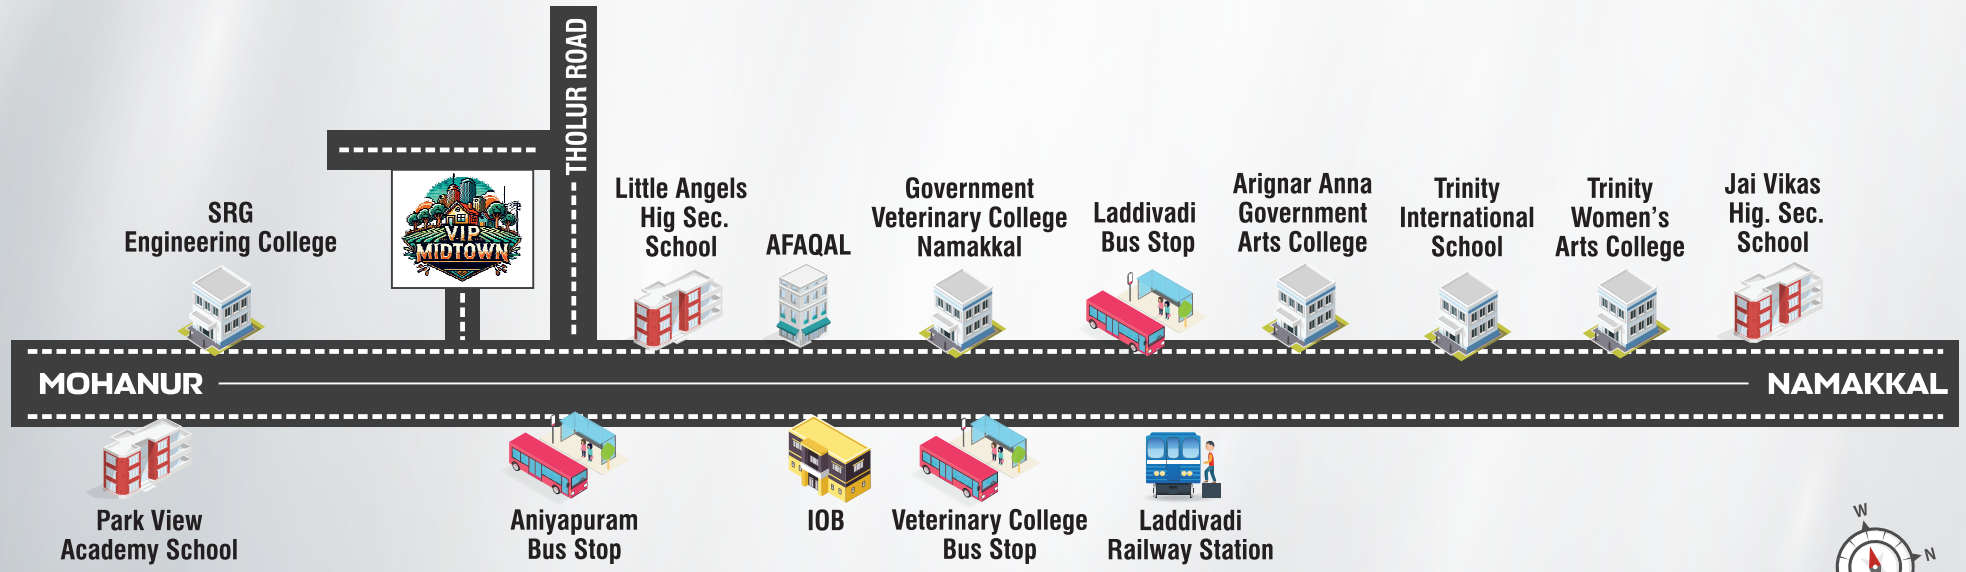 THOLUR ROAD
SRG
Engineering College
VIP
MIDTOWN
Little Angels
Hig Sec.
School
AFAQAL
Government
Veterinary College
Namakkal
Laddivadi
Bus Stop
Arignar Anna
Government
Arts College
Trinity
International
School
Trinity
Women's
Arts College
Jai Vikas
Hig. Sec.
School
MOHANUR
NAMAKKAL
Park View
Academy School
Aniyapuram
Bus Stop
IOB
Veterinary College
Bus Stop
Laddivadi
Railway Station
W
N